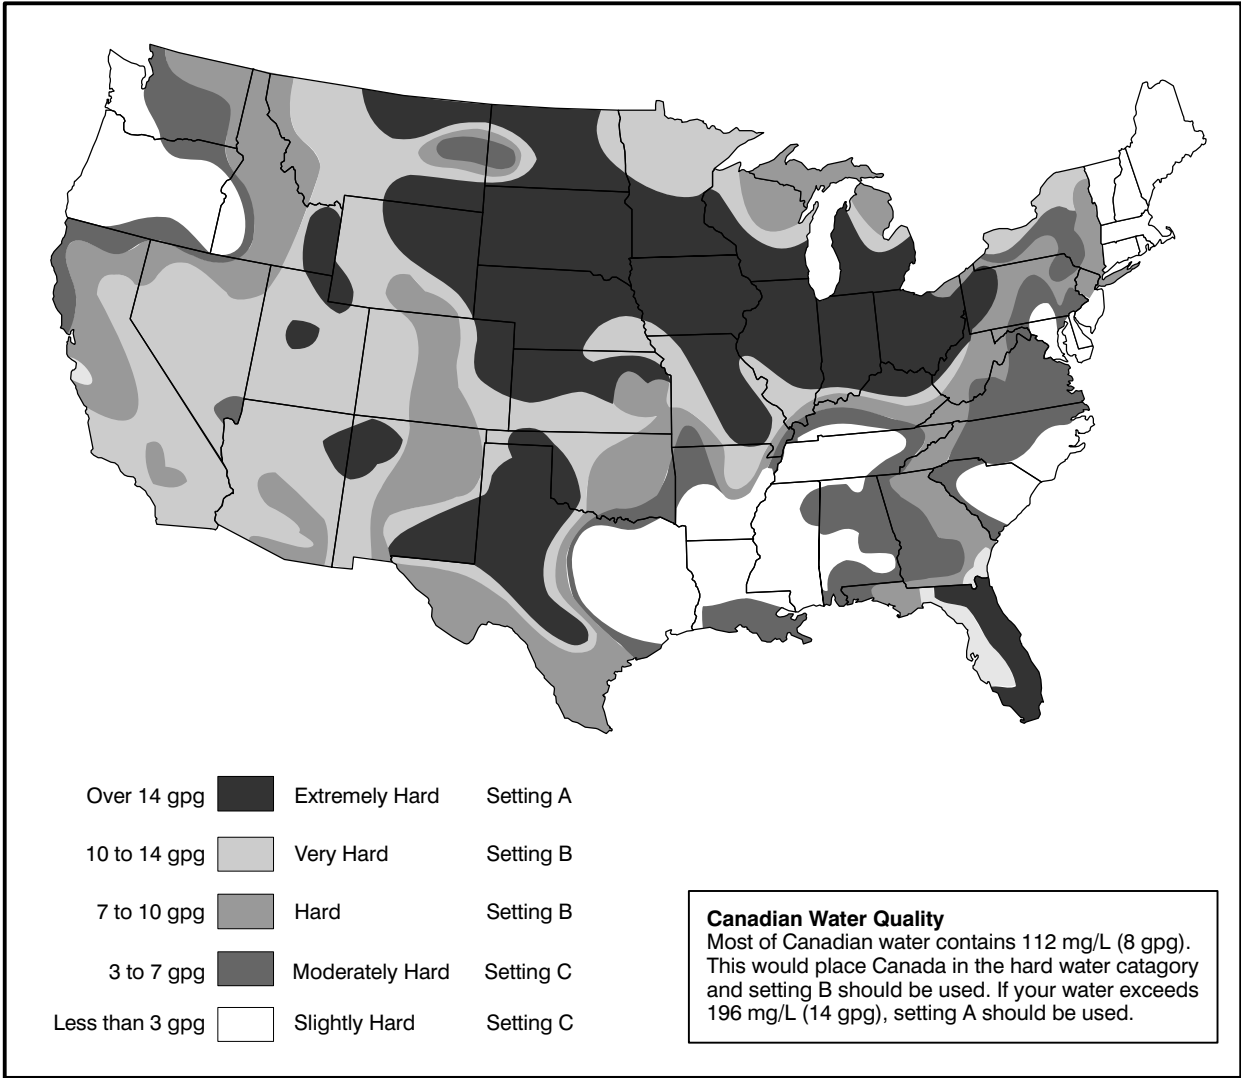 Over 14 gpg Extremely Hard Setting A
10 to 14 gpg Very Hard Setting B
7 to 10 gpg Hard Setting B
3 to 7 gpg Moderately Hard Setting C
Less than 3 gpg Slightly Hard Setting C
Canadian Water Quality
Most of Canadian water contains 112 mg/L (8 gpg).
This would place Canada in the hard water catagory
and setting B should be used. If your water exceeds
196 mg/L (14 gpg), setting A should be used.